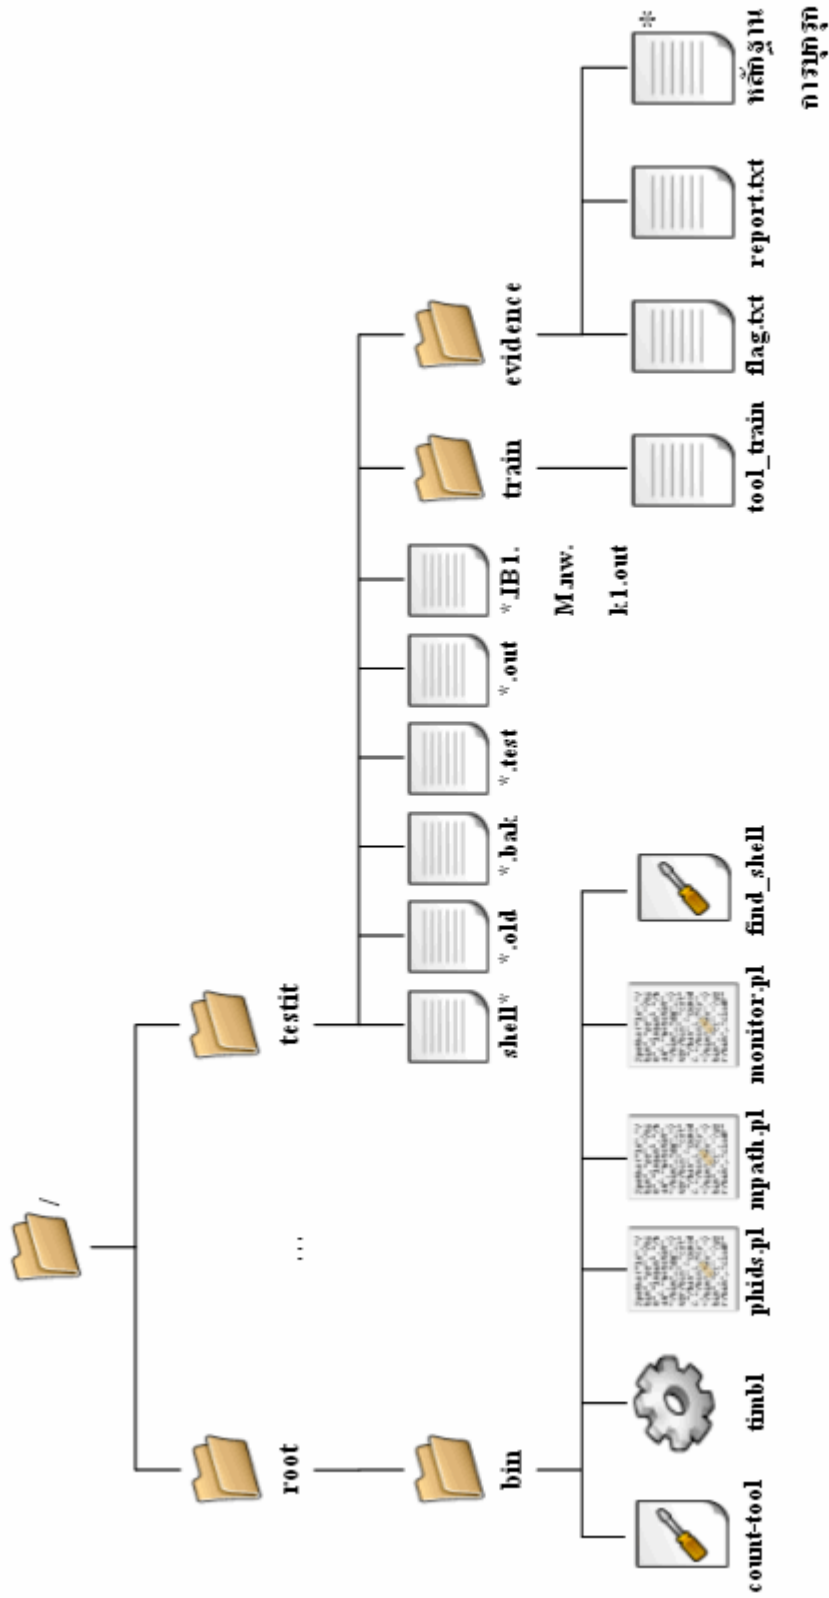 /
root
...
testit
bin
shell*
*.old
*.bak
*.test
*.out
*.IB1.
M.nw.
k1.out
train
evidence
count-tool
timbl
phids.pl
mpath.pl
monitor.pl
find_shell
tool_train
flag.txt
report.txt
*
หลักฐาน
การบุกรุก